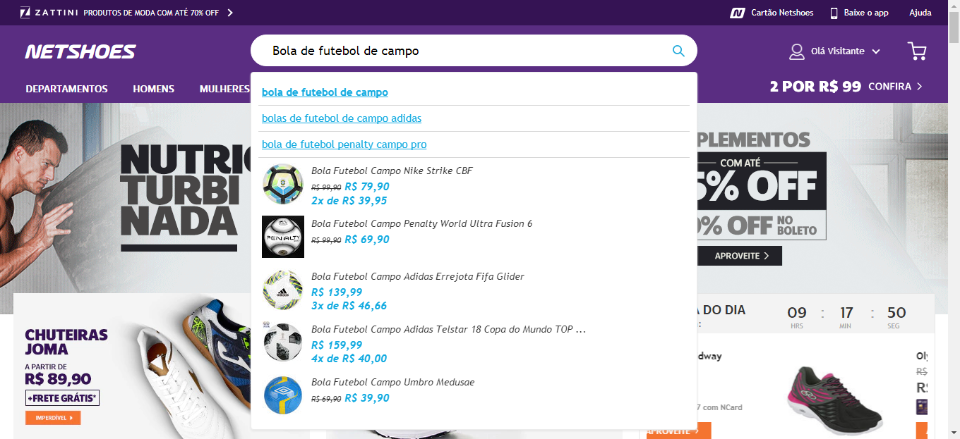 ZATTINI PRODUTOS DE MODA COM ATÉ 70% OFF
Cartão Netshoes
Baixe o app
Ajuda
NETSHOES
Bola de futebol de campo
Olá Visitante
DEPARTAMENTOS
HOMENS
MULHERES
2 POR R$ 99 CONFIRA
bola de futebol de campo
bolas de futebol de campo adidas
bola de futebol penalty campo pro
Bola Futebol Campo Nike Strike CBF
R$ 99,90 R$ 79,90
2x de R$ 39,95
Bola Futebol Campo Penalty World Ultra Fusion 6
R$ 99,90 R$ 69,90
Bola Futebol Campo Adidas Errejota Fifa Glider
R$ 139,99
3x de R$ 46,66
Bola Futebol Campo Adidas Telstar 18 Copa do Mundo TOP ...
R$ 159,99
4x de R$ 40,00
Bola Futebol Campo Umbro Medusae
R$ 69,90 R$ 39,90
PENALTY
adidas
NUTRIC
TURBI
NADA
PLEMENTOS
COM ATÉ
5% OFF
0% OFF NO
BOLETO
APROVEITE
CHUTEIRAS
JOMA
A PARTIR DE
R$ 89,90
+FRETE GRÁTIS*
IMPERDÍVEL
DO DIA
09 : 17 : 50
HRS MIN SEG
dway
7 com NCard
Oly
R$
R$